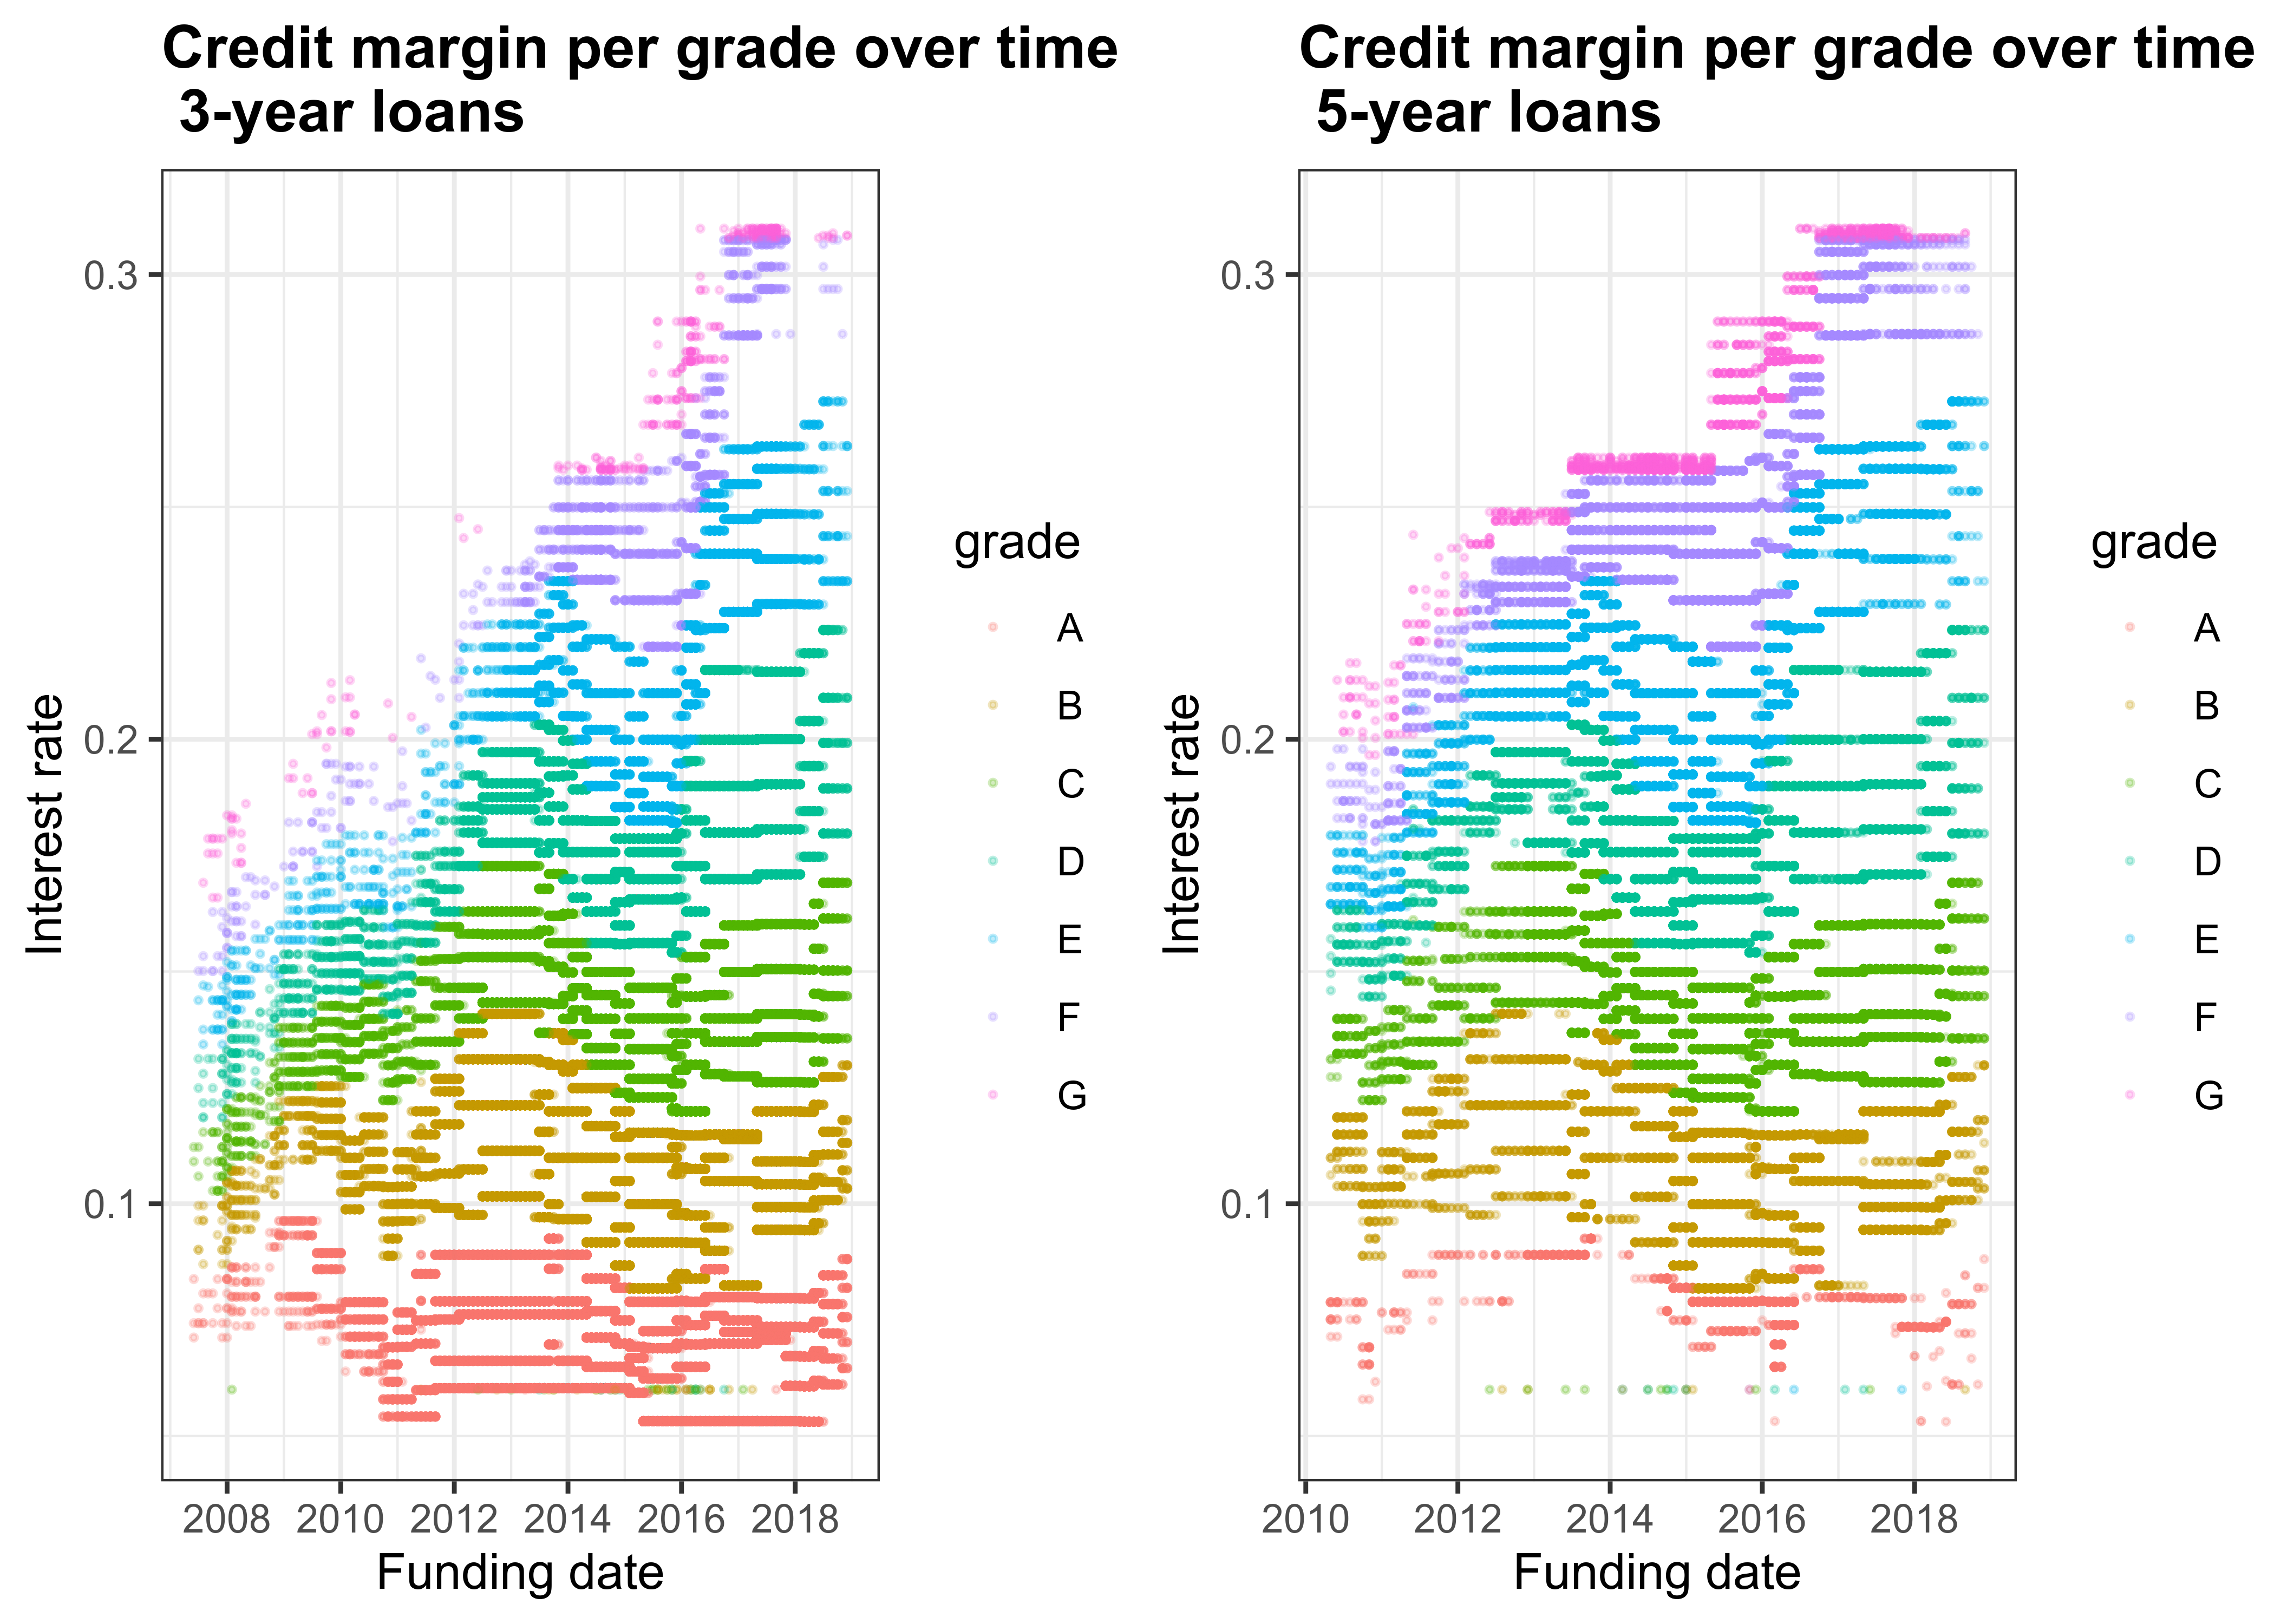 Credit margin per grade over time
3-year loans
0.3
0.2
0.1
Interest rate
2008 2010 2012 2014 2016 2018
Funding date
grade
A
B
C
D
E
F
G
Credit margin per grade over time
5-year loans
0.3
0.2
0.1
Interest rate
2010 2012 2014 2016 2018
Funding date
grade
A
B
C
D
E
F
G